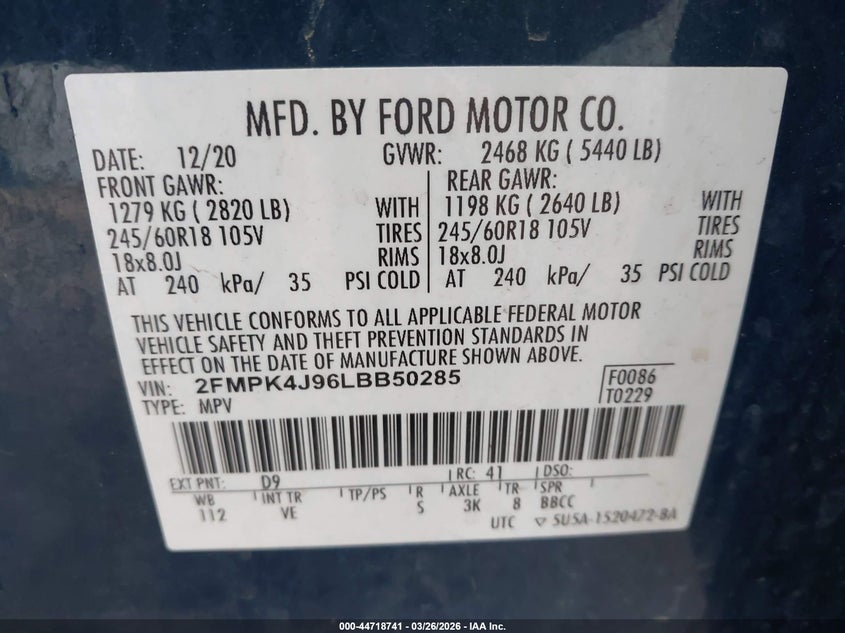 MFD. BY FORD MOTOR CO.
DATE: 12/20 GVWR: 2468 KG ( 5440 LB)
FRONT GAWR: REAR GAWR:
1279 KG ( 2820 LB) WITH 1198 KG ( 2640 LB) WITH
245/60R18 105V TIRES 245/60R18 105V TIRES
18x8.0J RIMS 18x8.0J RIMS
AT 240 kPa/ 35 PSI COLD AT 240 kPa/ 35 PSI COLD
THIS VEHICLE CONFORMS TO ALL APPLICABLE FEDERAL MOTOR
VEHICLE SAFETY AND THEFT PREVENTION STANDARDS IN
EFFECT ON THE DATE OF MANUFACTURE SHOWN ABOVE.
VIN: 2FMPK4J96LBB50285 F0086
TYPE: MPV T0229
EXT PNT: D9 RC: 41 DSO:
WB INT TR TP/PS R AXLE TR SPR
112 VE S 3K 8 BBCC
UTC ▽ 5U5A-1520472-BA
000-44718741 | 03/26/2026 | IAA Inc.